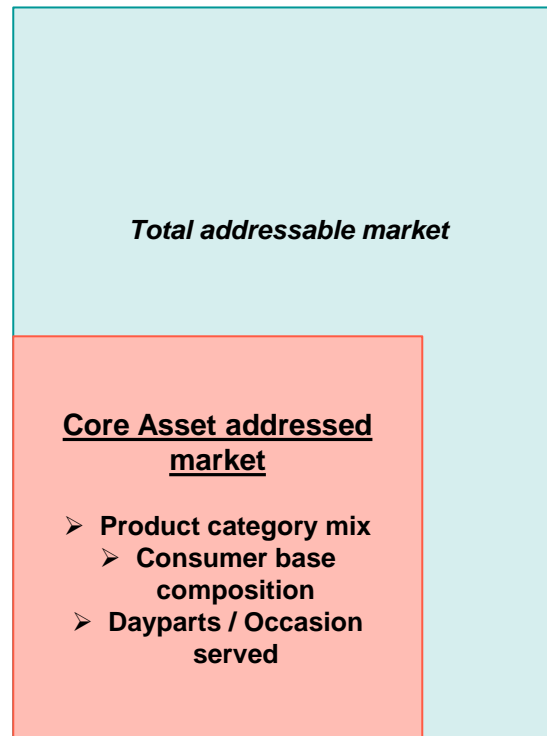 Total addressable market
Core Asset addressed
market
➢ Product category mix
➢ Consumer base
composition
➢ Dayparts / Occasion
served